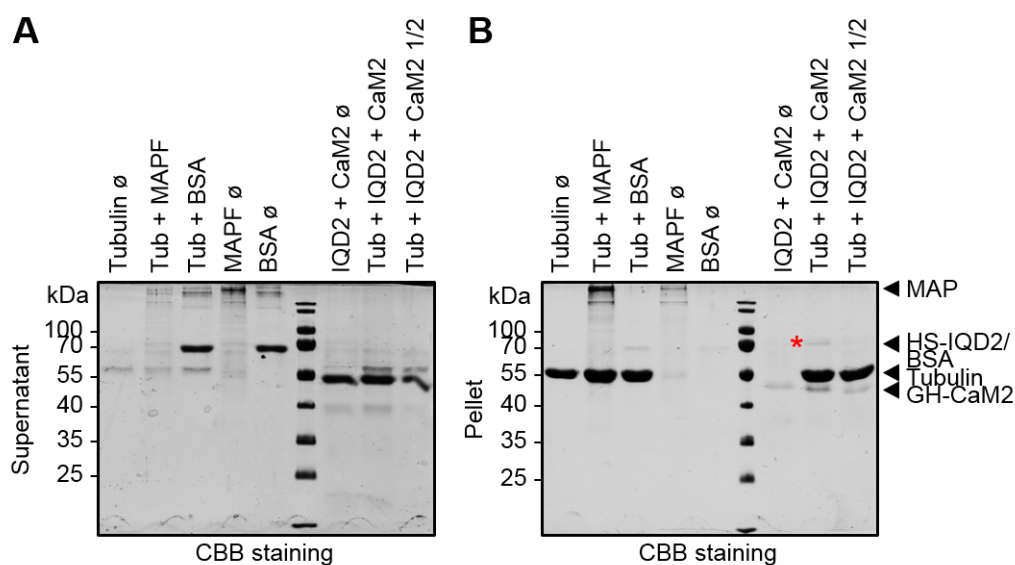 A
Tubulin ø
Tub + MAPF
Tub + BSA
MAPF ø
BSA ø
IQD2 + CaM2 ø
Tub + IQD2 + CaM2
Tub + IQD2 + CaM2 1/2
kDa
100
70
55
40
35
25
Supernatant
CBB staining
B
Tubulin ø
Tub + MAPF
Tub + BSA
MAPF ø
BSA ø
IQD2 + CaM2 ø
Tub + IQD2 + CaM2
Tub + IQD2 + CaM2 1/2
kDa
100
70
55
40
35
25
Pellet
*
MAP
HS-IQD2/
BSA
Tubulin
GH-CaM2
CBB staining